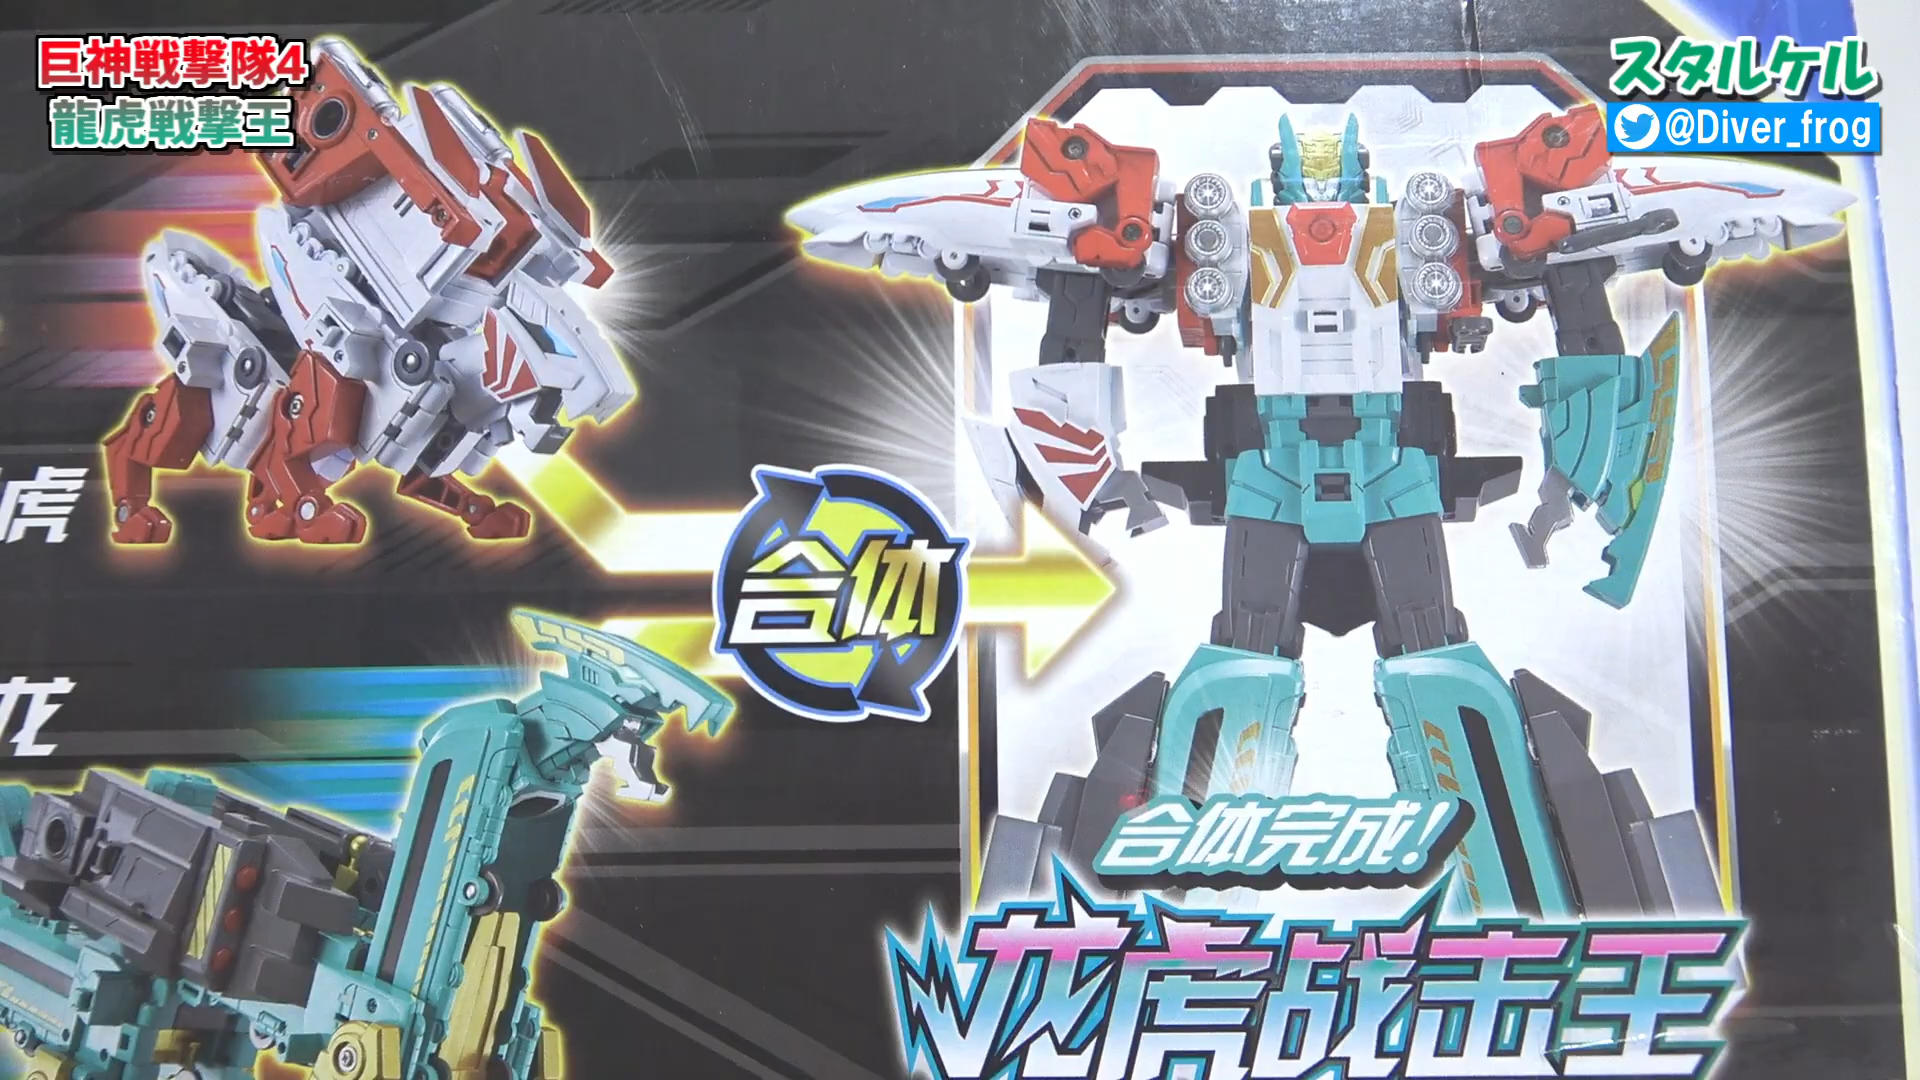 巨神戦撃隊4
龍虎戦撃王
スタルケル
@Diver_frog
虎
合体
龙
合体完成!
龙虎战击王